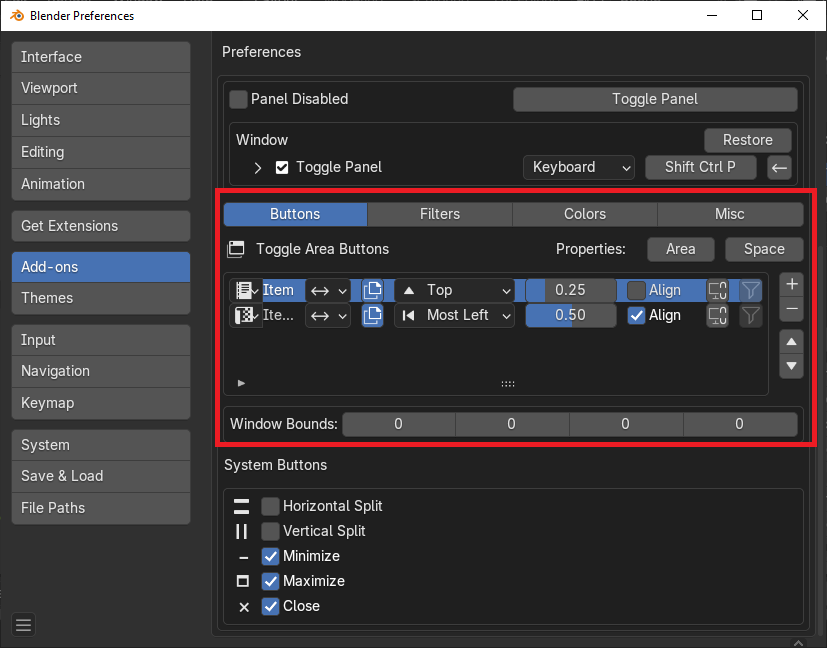 Blender Preferences
Interface
Viewport
Lights
Editing
Animation
Get Extensions
Add-ons
Themes
Input
Navigation
Keymap
System
Save & Load
File Paths
Preferences
Panel Disabled Toggle Panel
Window Restore
Toggle Panel Keyboard Shift Ctrl P
Buttons Filters Colors Misc
Toggle Area Buttons Properties: Area Space
Item Top 0.25 Align
Ite... Most Left 0.50 Align
Window Bounds: 0 0 0 0
System Buttons
Horizontal Split
Vertical Split
Minimize
Maximize
Close